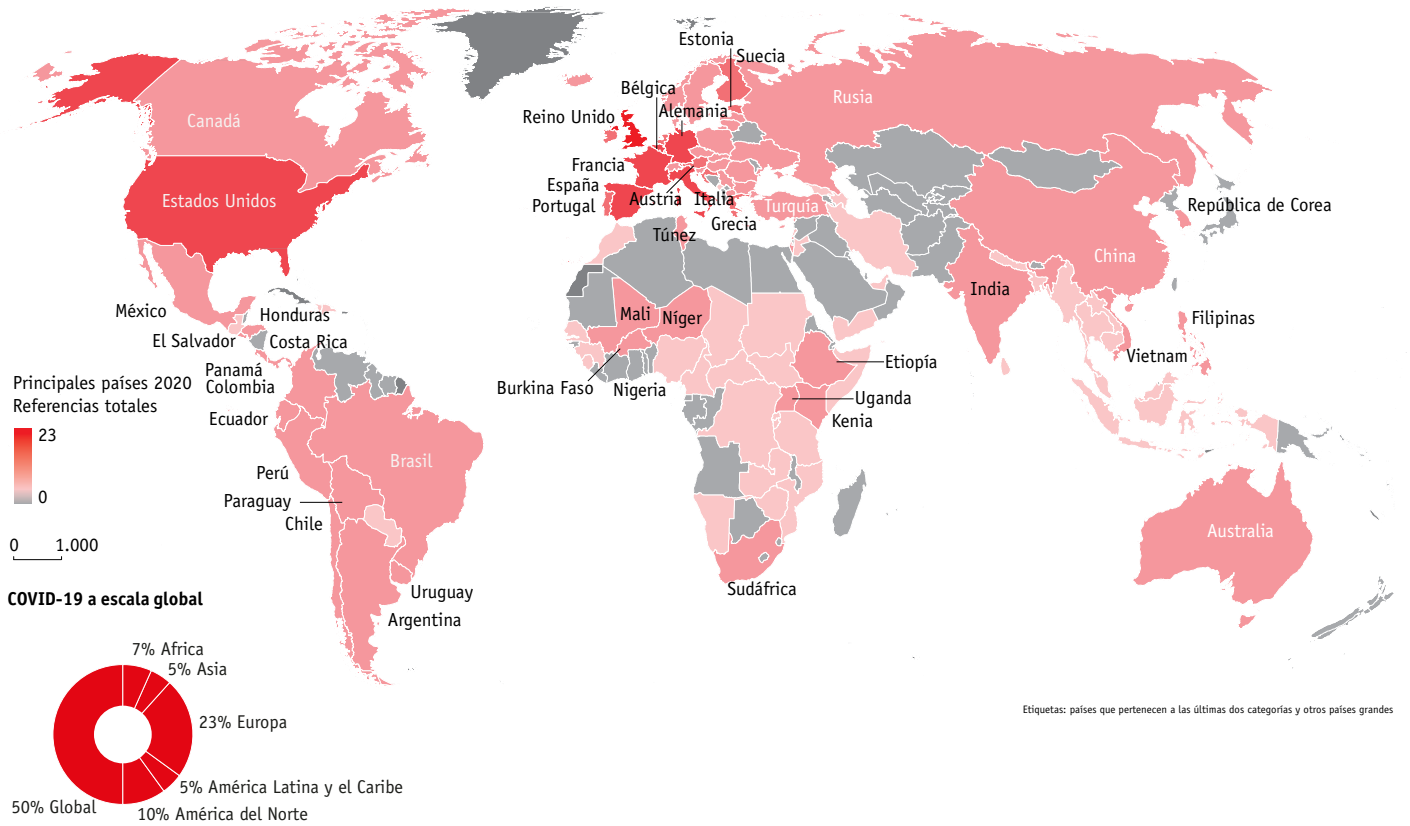 Estonia
Suecia
Bélgica
Reino Unido
Alemania
Rusia
Canadá
Francia
España
Portugal
Austria
Italia
Turquía
Grecia
Túnez
Estados Unidos
República de Corea
China
India
México
Honduras
El Salvador
Costa Rica
Mali
Níger
Filipinas
Vietnam
Panamá
Colombia
Burkina Faso
Nigeria
Etiopía
Uganda
Kenia
Ecuador
Perú
Brasil
Paraguay
Chile
Uruguay
Argentina
Sudáfrica
Australia
Principales países 2020
Referencias totales
23
0
0 1.000
COVID-19 a escala global
7% Africa
5% Asia
23% Europa
5% América Latina y el Caribe
10% América del Norte
50% Global
Etiquetas: países que pertenecen a las últimas dos categorías y otros países grandes